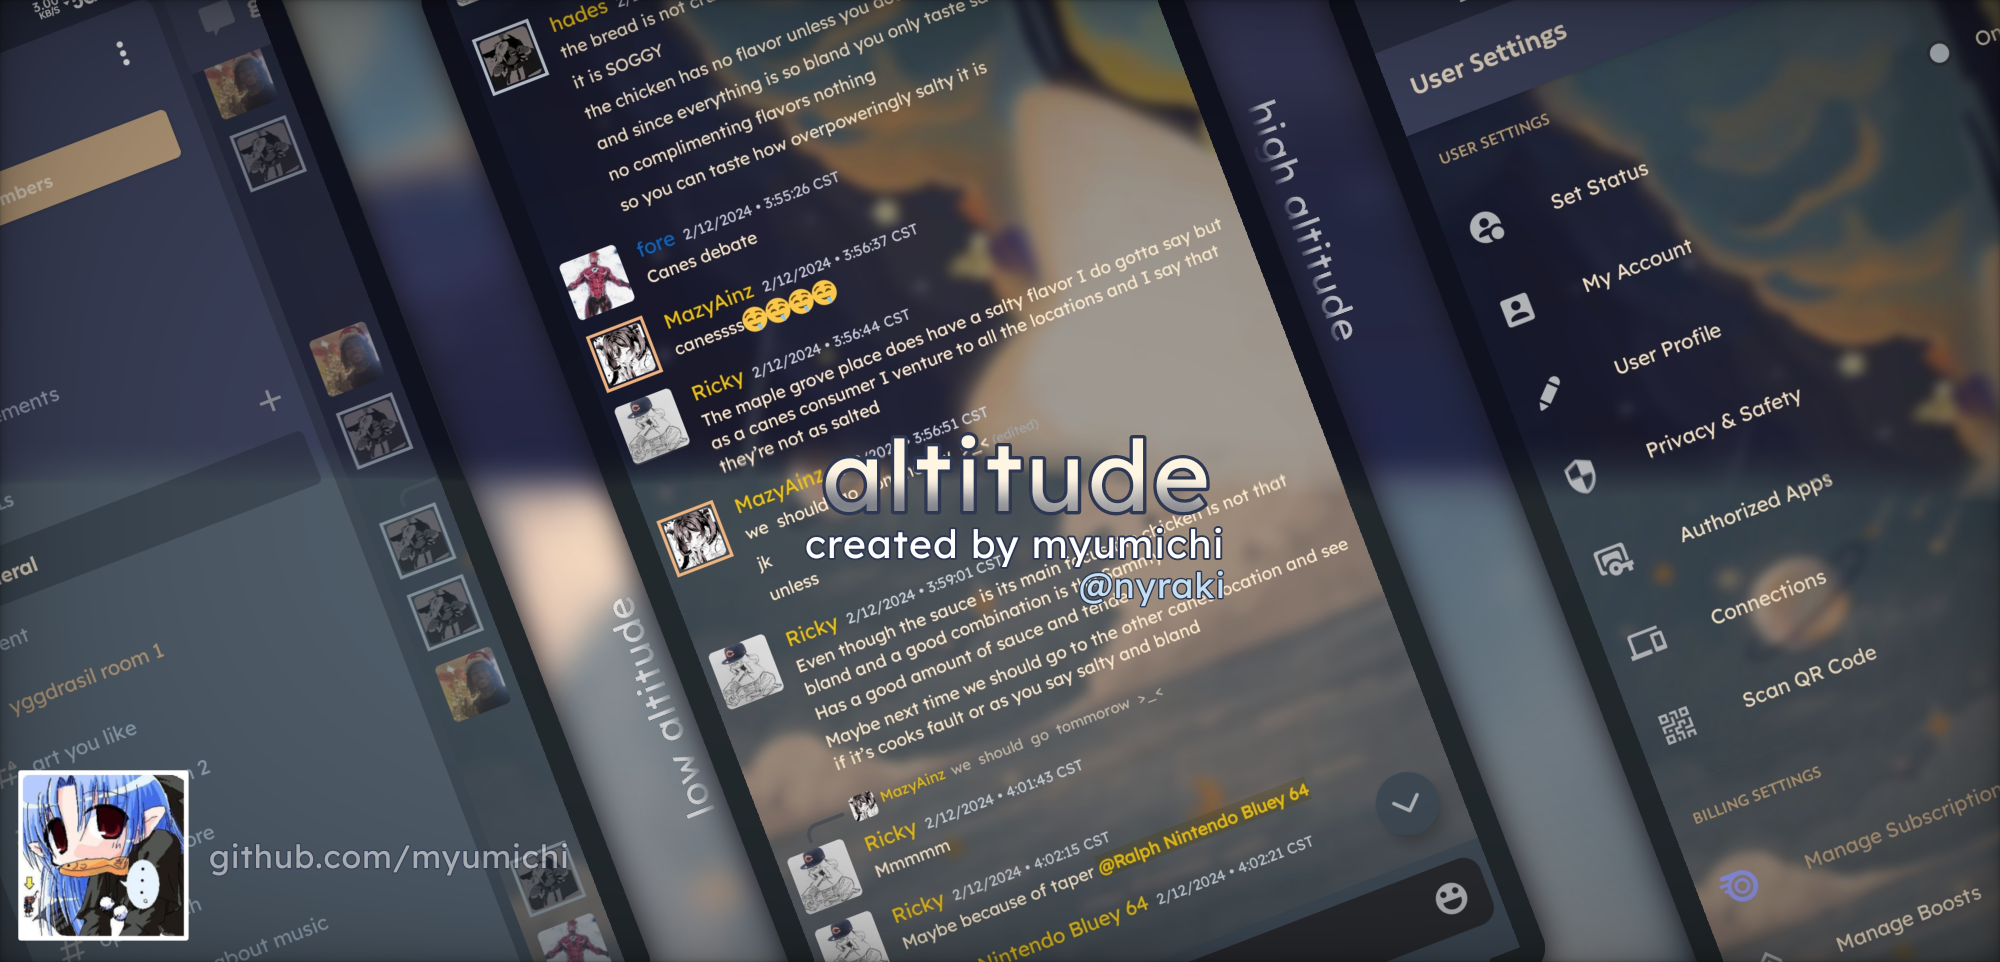 3.00
KB/S
mbers
ements
LS
eral
ent
yggdrasil room 1
art you like
n 2
ore
about music
github.com/myumichi
low altitude
hades
the bread is not
it is SOGGY
the chicken has no flavor unless you
and since everything is so bland you only taste
no complimenting flavors nothing
so you can taste how overpoweringly salty it is
fore 2/12/2024 • 3:55:26 CST
Canes debate
MazyAinz 2/12/2024 • 3:56:37 CST
canessss🤤🤤🤤🤤
Ricky 2/12/2024 • 3:56:44 CST
The maple grove place does have a salty flavor I do gotta say but
as a canes consumer I venture to all the locations and I say that
they're not as salted
MazyAinz 3:56:51 CST
we should go >_< (edited)
jk
unless
Ricky 2/12/2024 • 3:59:01 CST
Even though the sauce is its main chicken is not that
bland and a good combination is
Has a good amount of sauce and
Maybe next time we should go to the other canes location and see
if it's cooks fault or as you say salty and bland
MazyAinz we should go tommorow >_<
Ricky 2/12/2024 • 4:01:43 CST
Mmmmm
Ricky 2/12/2024 • 4:02:15 CST
Maybe because of taper @Ralph Nintendo Bluey 64
Nintendo Bluey 64 2/12/2024 • 4:02:21 CST
altitude
created by myumichi
@nyraki
high altitude
User Settings
On
USER SETTINGS
Set Status
My Account
User Profile
Privacy & Safety
Authorized Apps
Connections
Scan QR Code
BILLING SETTINGS
Manage Subscription
Manage Boosts